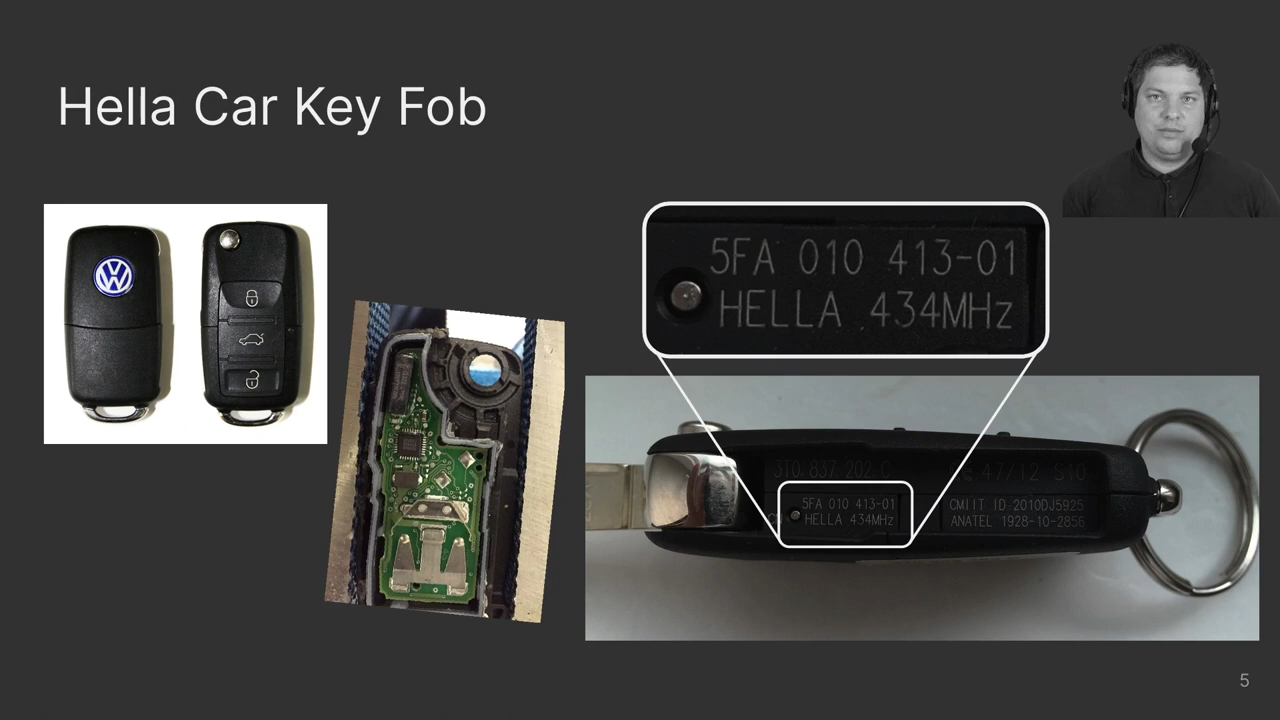 Hella Car Key Fob
5FA 010 413-01
HELLA 434MHz
3T0 837 202 C
47/12 S10
5FA 010 413-01
HELLA 434MHz
CMIIT ID:2010DJ5925
ANATEL 1928-10-2856
5